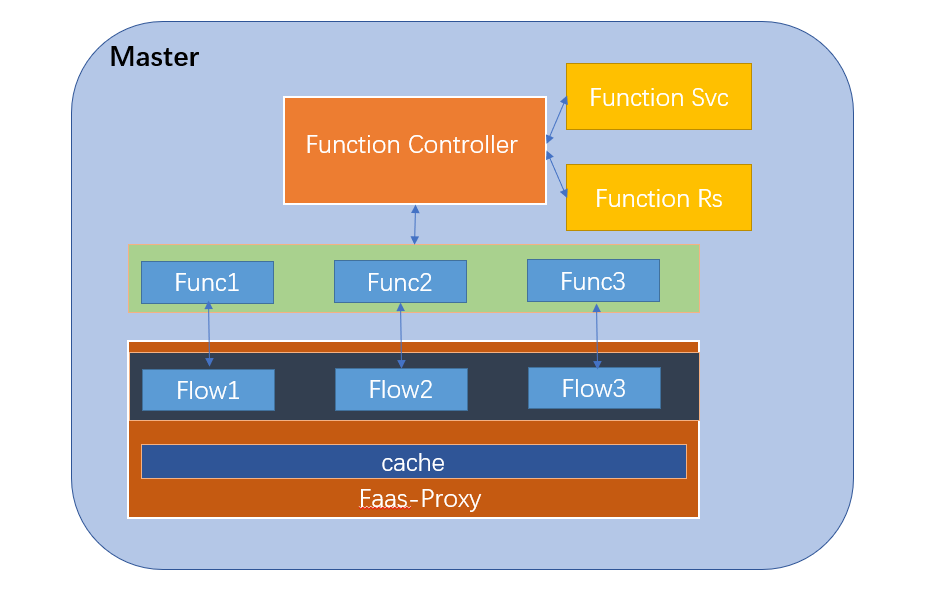 Master
Function Svc
Function Controller
Function Rs
Func1
Func2
Func3
Flow1
Flow2
Flow3
cache
Faas-Proxy